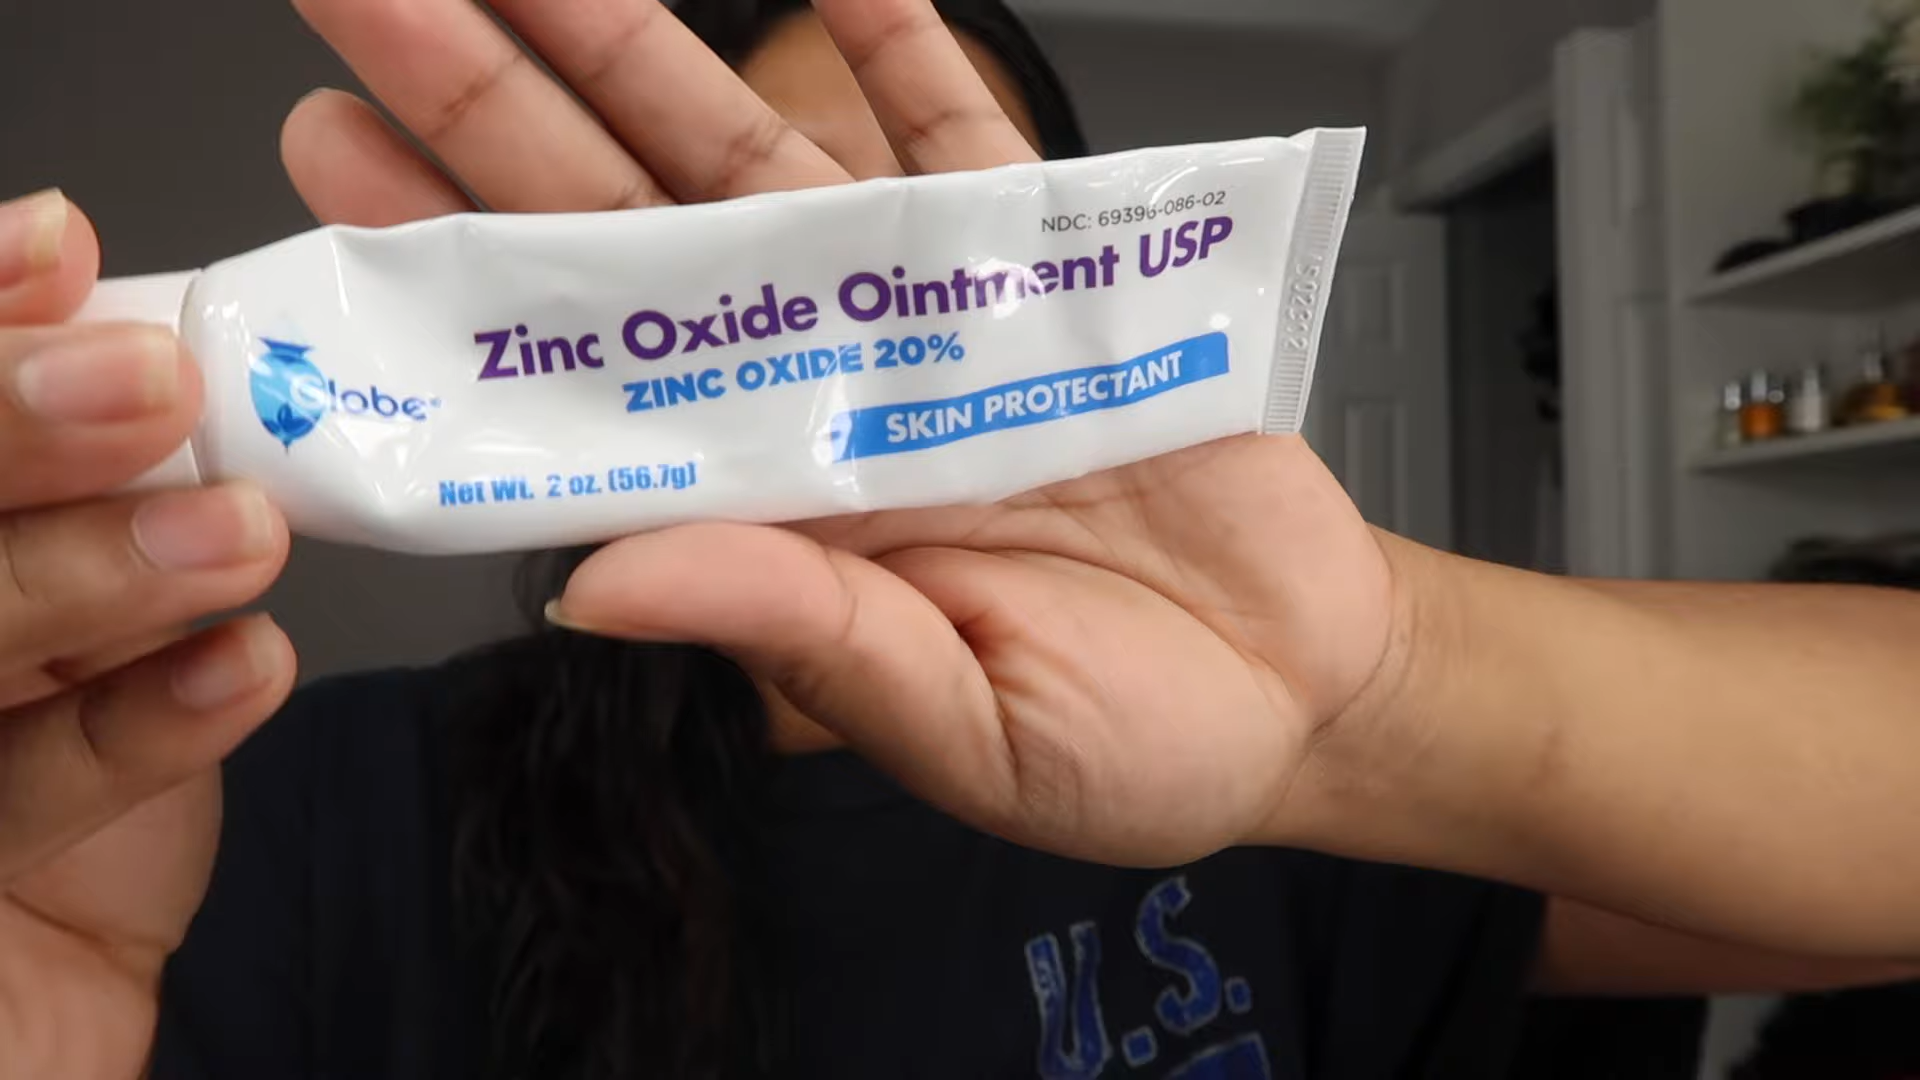 NDC: 69396-086-02
Zinc Oxide Ointment USP
ZINC OXIDE 20%
SKIN PROTECTANT
Globe
Net Wt. 2 oz. (56.7g)
U.S.